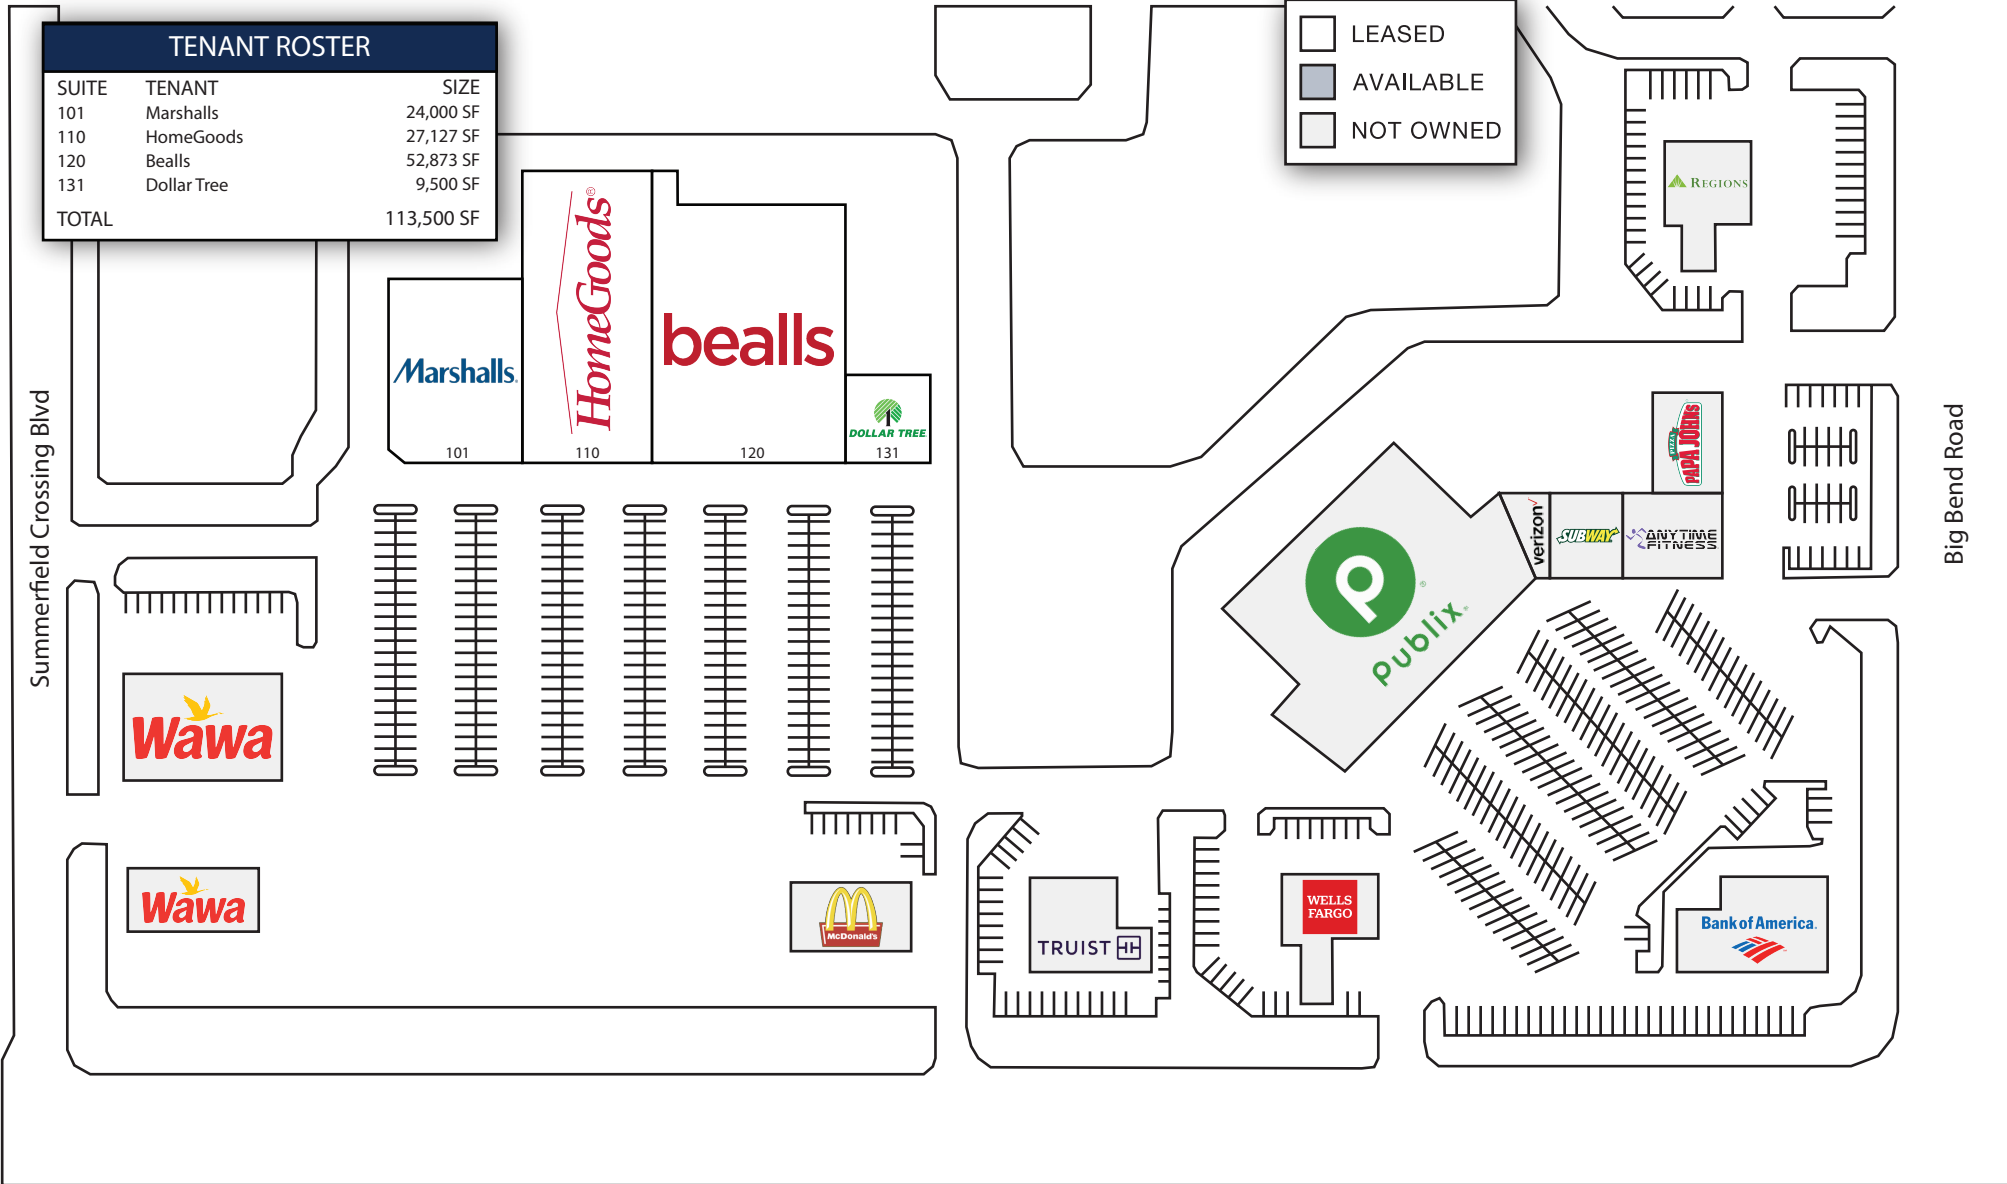 TENANT ROSTER
SUITE TENANT SIZE
101 Marshalls 24,000 SF
110 HomeGoods 27,127 SF
120 Bealls 52,873 SF
131 Dollar Tree 9,500 SF
TOTAL 113,500 SF
LEASED
AVAILABLE
NOT OWNED
REGIONS
HomeGoods®
bealls
Marshalls.
DOLLAR TREE
101
110
120
131
Summerfield Crossing Blvd
Big Bend Road
PAPA JOHNS
verizon
SUBWAY
ANYTIME
FITNESS
Publix
Wawa
Wawa
McDonald's
TRUIST
WELLS
FARGO
Bank of America